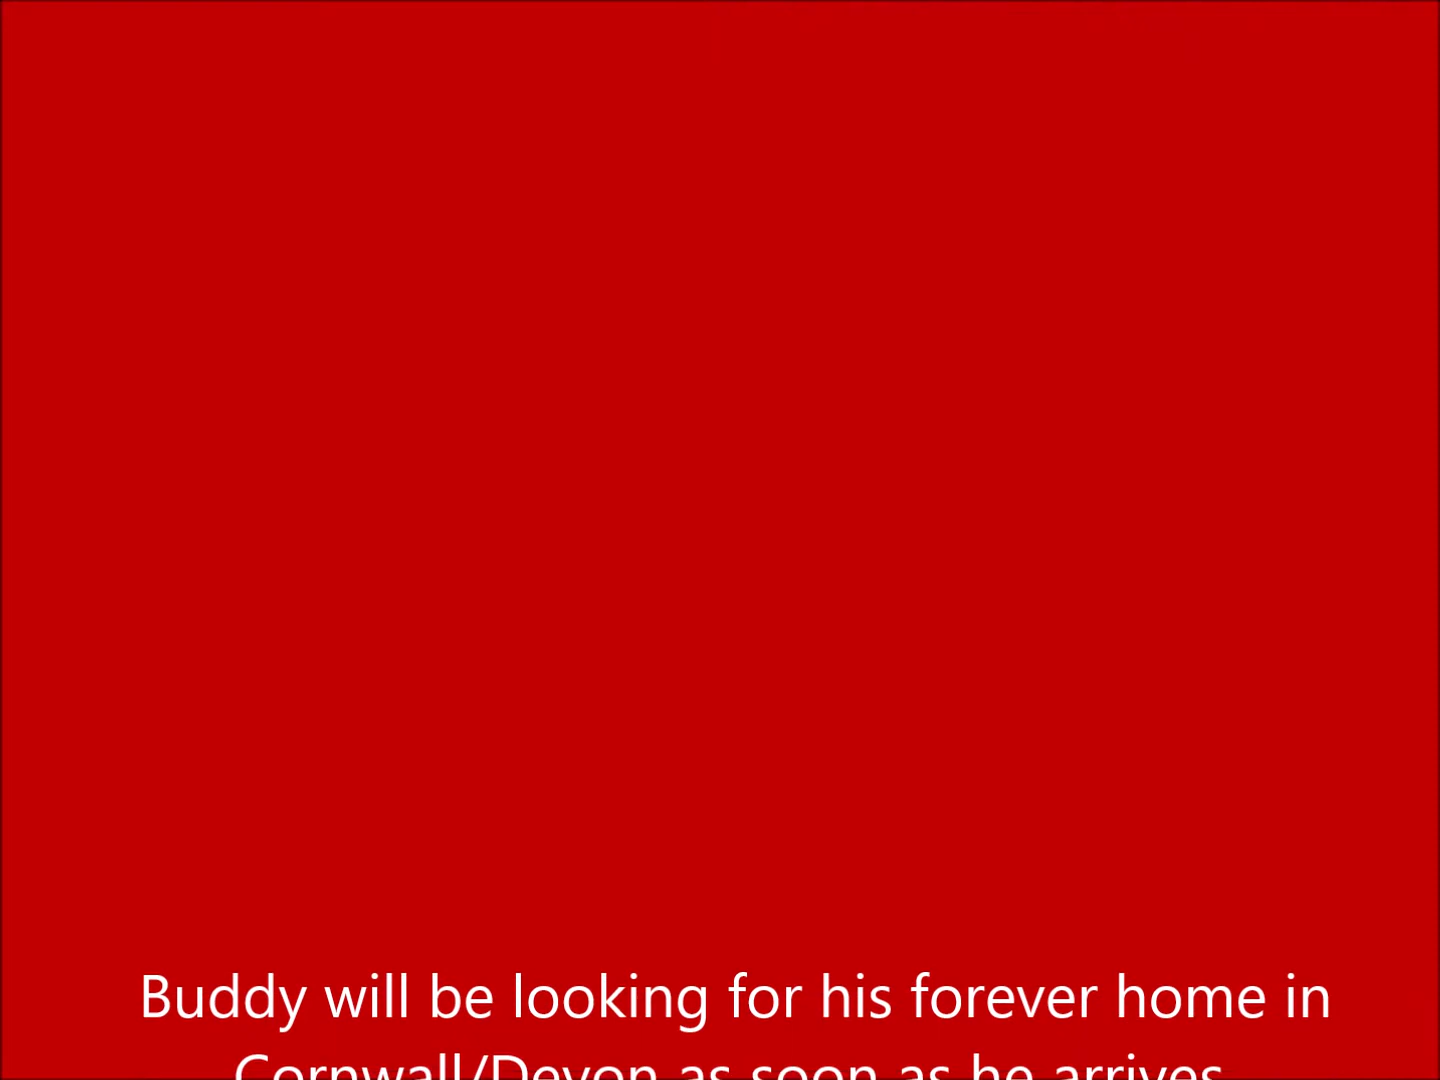 Buddy will be looking for his forever home in
Cornwall/Devon as soon as he arrives